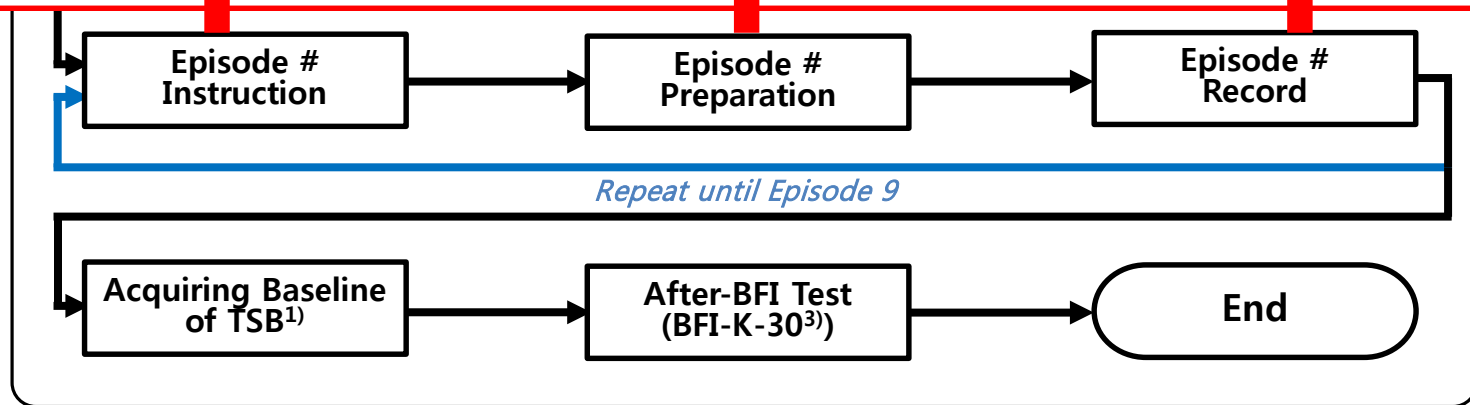 Episode #
Instruction
Episode #
Preparation
Episode #
Record
Repeat until Episode 9
Acquiring Baseline
of TSB1)
After-BFI Test
(BFI-K-303))
End